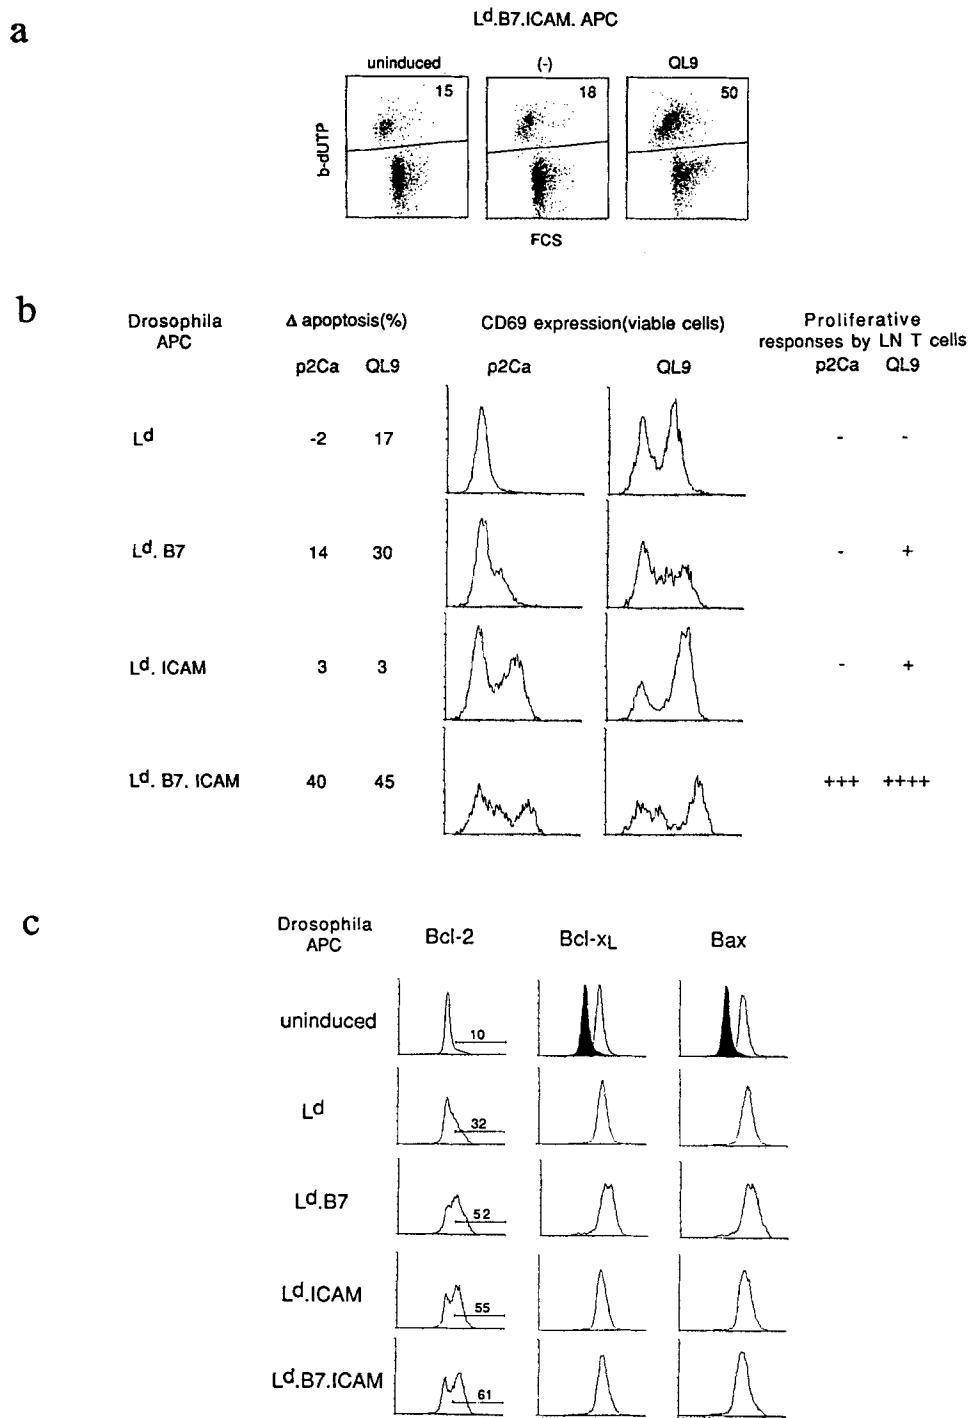 a
Ld.B7.ICAM. APC
uninduced (-) QL9
15 18 50
b-dUTP
FCS
b
Drosophila APC
Δ apoptosis(%)
CD69 expression(viable cells)
Proliferative responses by LN T cells
p2Ca QL9 p2Ca QL9 p2Ca QL9
Ld -2 17 - -
Ld. B7 14 30 - +
Ld. ICAM 3 3 - +
Ld. B7. ICAM 40 45 +++ ++++
c
Drosophila APC
Bcl-2 Bcl-xL Bax
uninduced 10
Ld 32
Ld.B7 52
Ld.ICAM 55
Ld.B7.ICAM 61